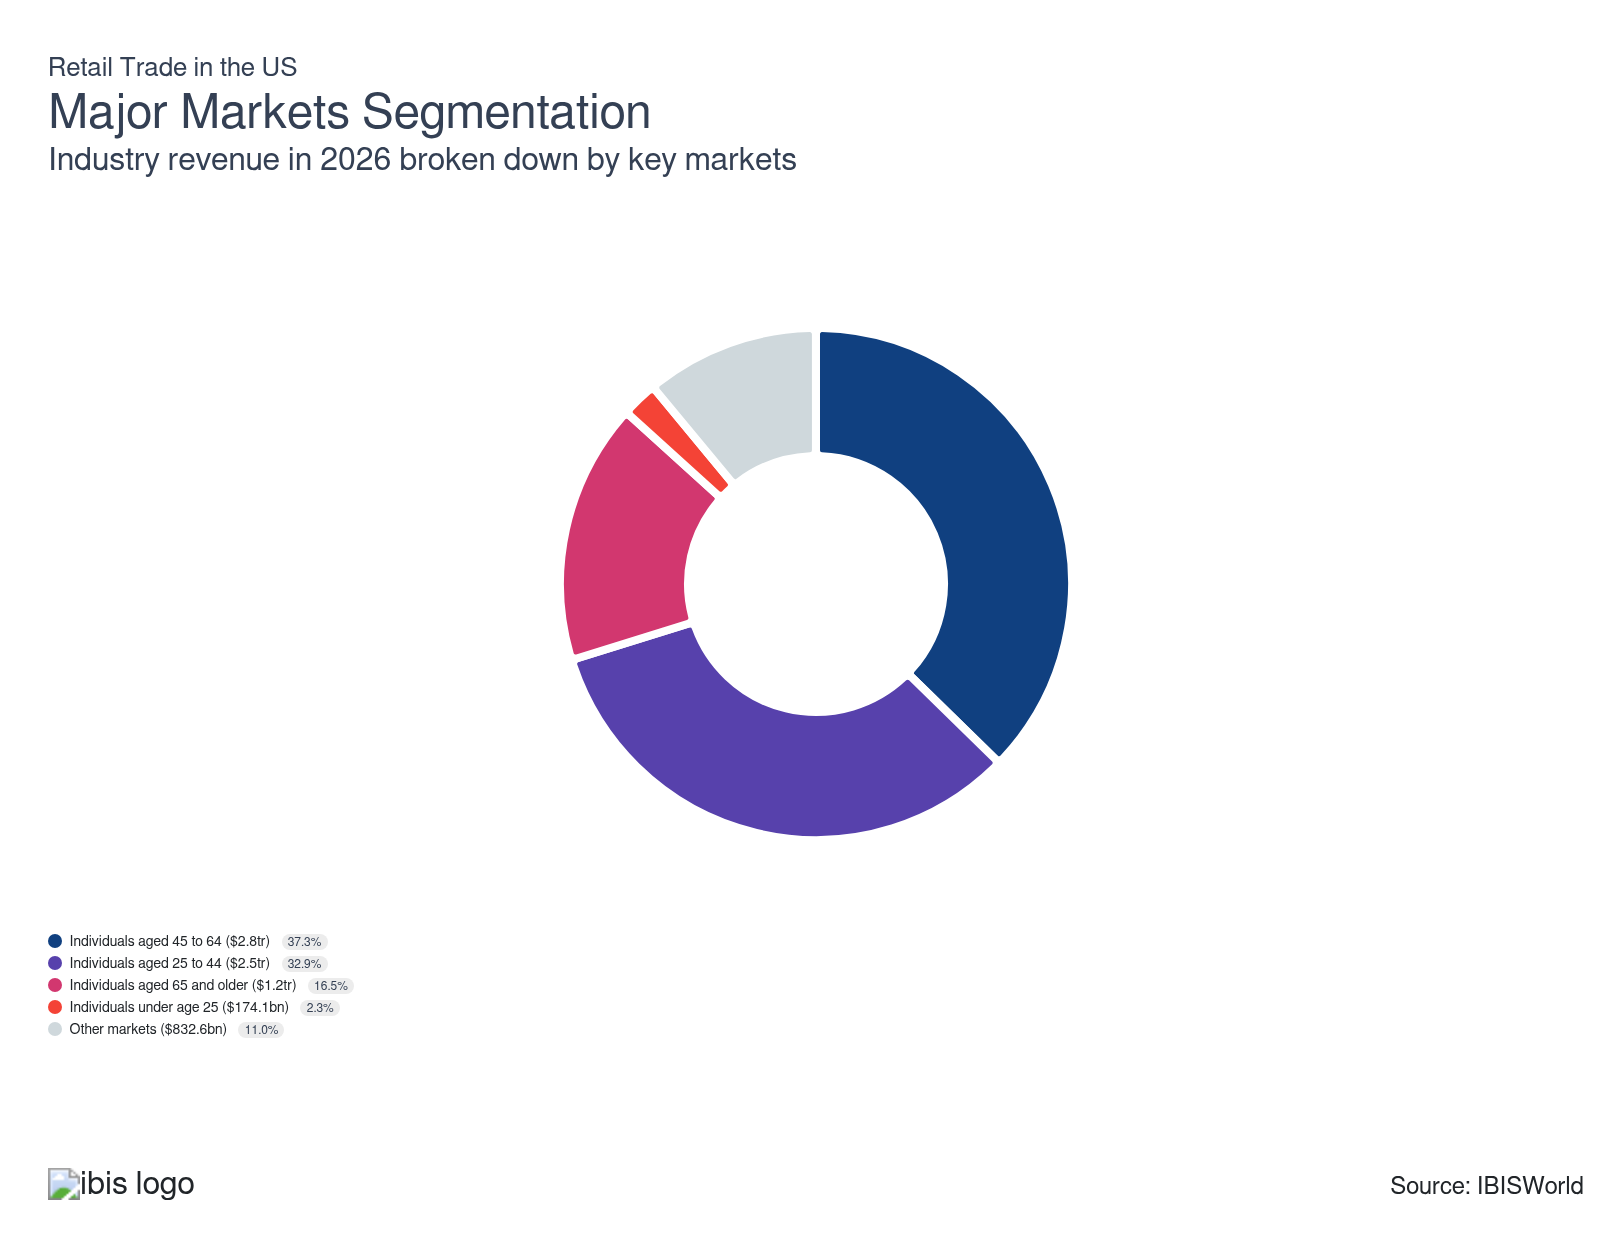 Retail Trade in the US
Major Markets Segmentation
Industry revenue in 2026 broken down by key markets
Individuals aged 45 to 64 ($2.8tr) 37.3%
Individuals aged 25 to 44 ($2.5tr) 32.9%
Individuals aged 65 and older ($1.2tr) 16.5%
Individuals under age 25 ($174.1bn) 2.3%
Other markets ($832.6bn) 11.0%
ibis logo
Source: IBISWorld